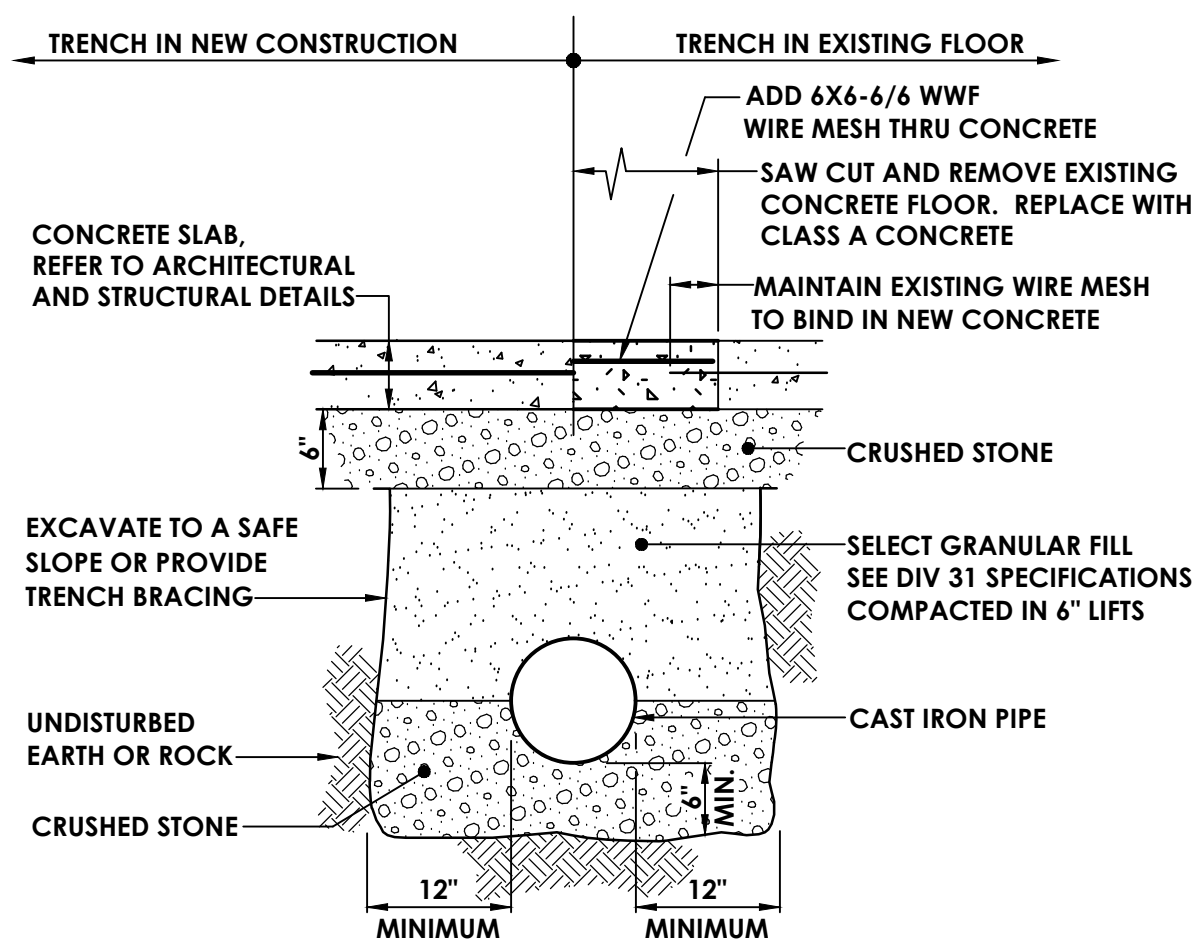 TRENCH IN NEW CONSTRUCTION
TRENCH IN EXISTING FLOOR
ADD 6X6-6/6 WWF
WIRE MESH THRU CONCRETE
SAW CUT AND REMOVE EXISTING
CONCRETE FLOOR. REPLACE WITH
CLASS A CONCRETE
CONCRETE SLAB,
REFER TO ARCHITECTURAL
AND STRUCTURAL DETAILS
MAINTAIN EXISTING WIRE MESH
TO BIND IN NEW CONCRETE
6"
CRUSHED STONE
EXCAVATE TO A SAFE
SLOPE OR PROVIDE
TRENCH BRACING
SELECT GRANULAR FILL
SEE DIV 31 SPECIFICATIONS
COMPACTED IN 6" LIFTS
UNDISTURBED
EARTH OR ROCK
CAST IRON PIPE
6"
MIN.
CRUSHED STONE
12"
MINIMUM
12"
MINIMUM